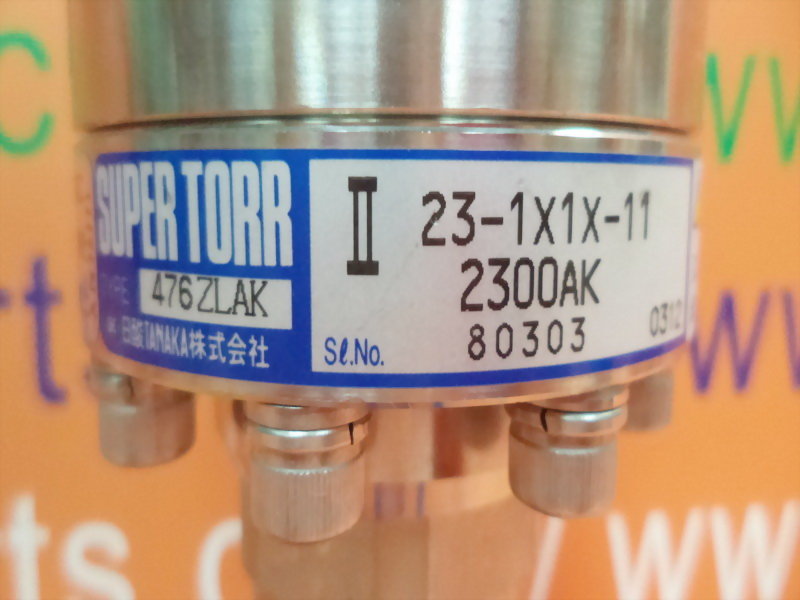 SUPER TORR
TYPE 476ZLAK
TANAKA株式会社
II 23-1X1X-11
2300AK
Sl.No. 80303 0312